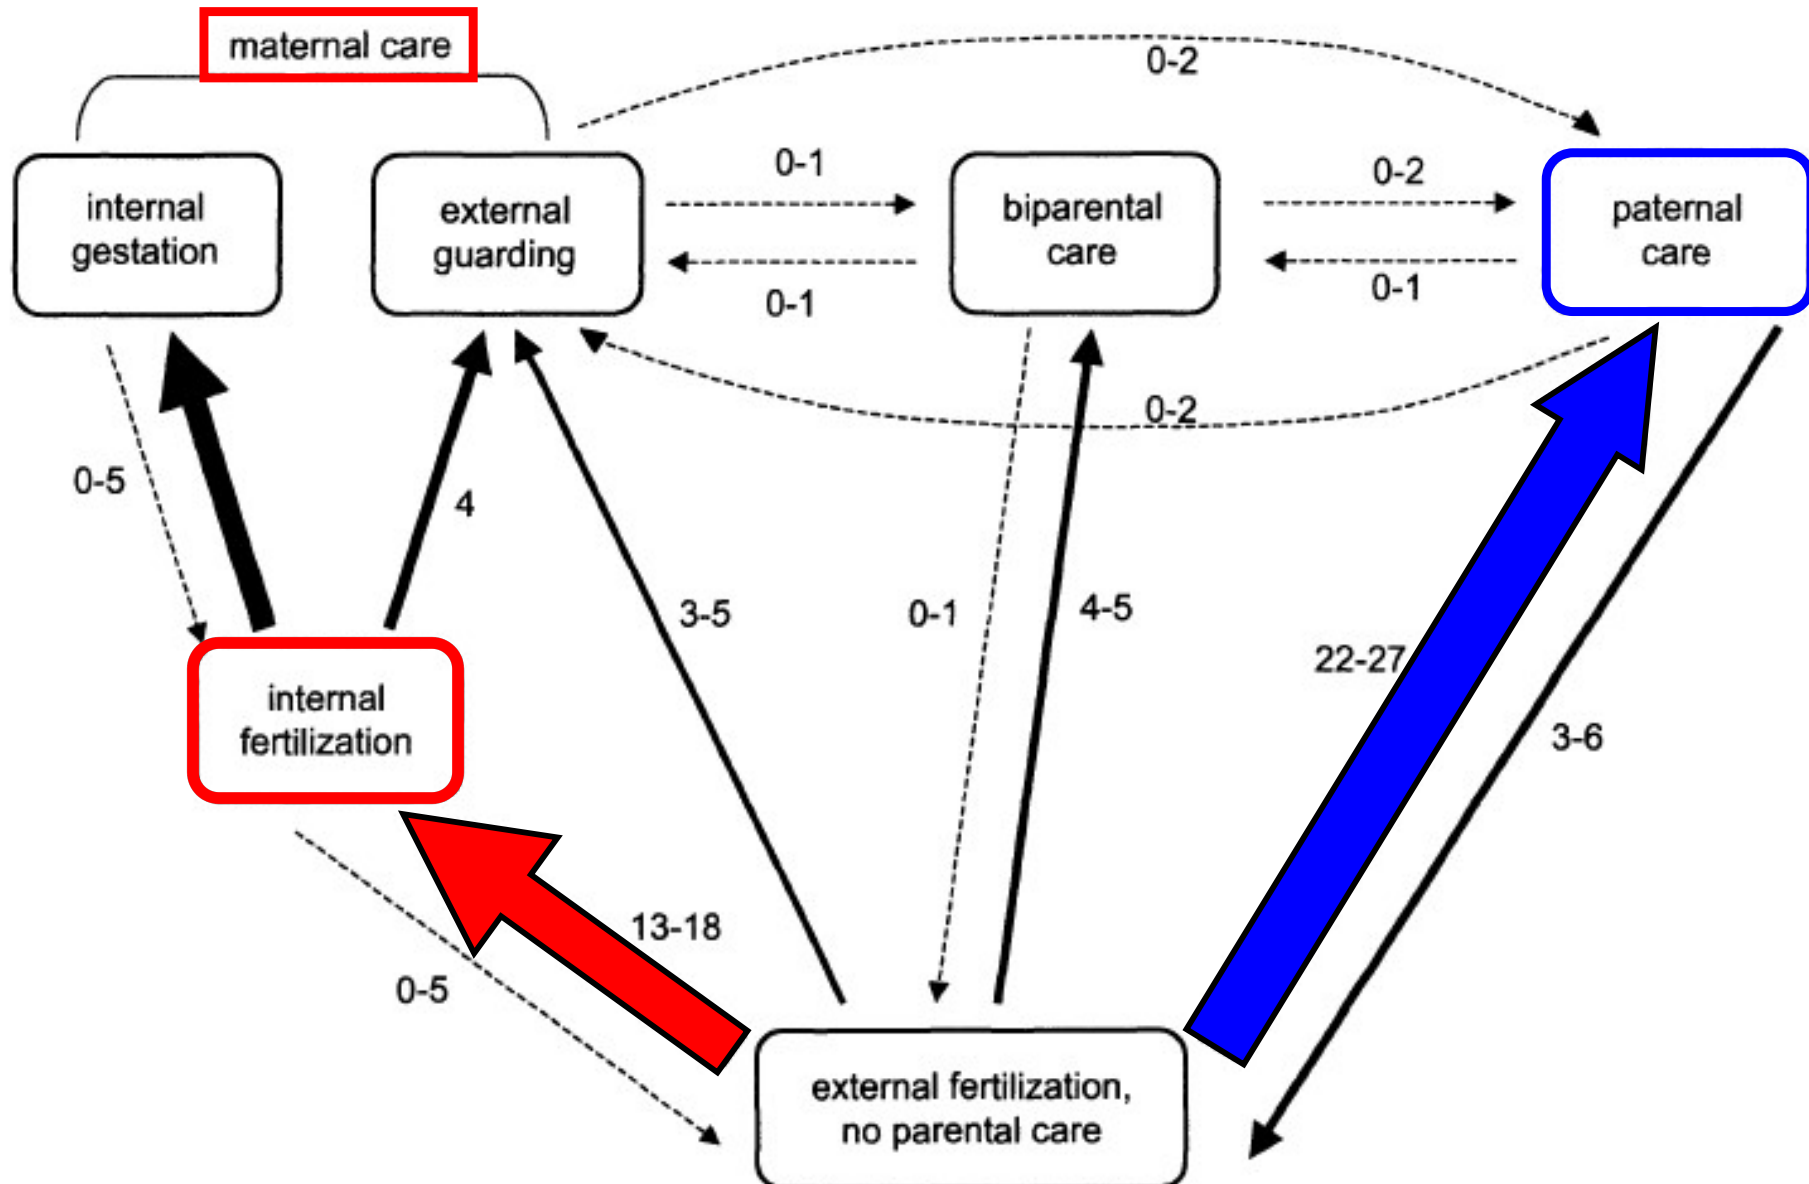 maternal care
0-2
internal
gestation
external
guarding
0-1
0-1
biparental
care
0-2
0-1
paternal
care
0-2
0-5
4
3-5
0-1
4-5
22-27
3-6
internal
fertilization
13-18
0-5
external fertilization,
no parental care